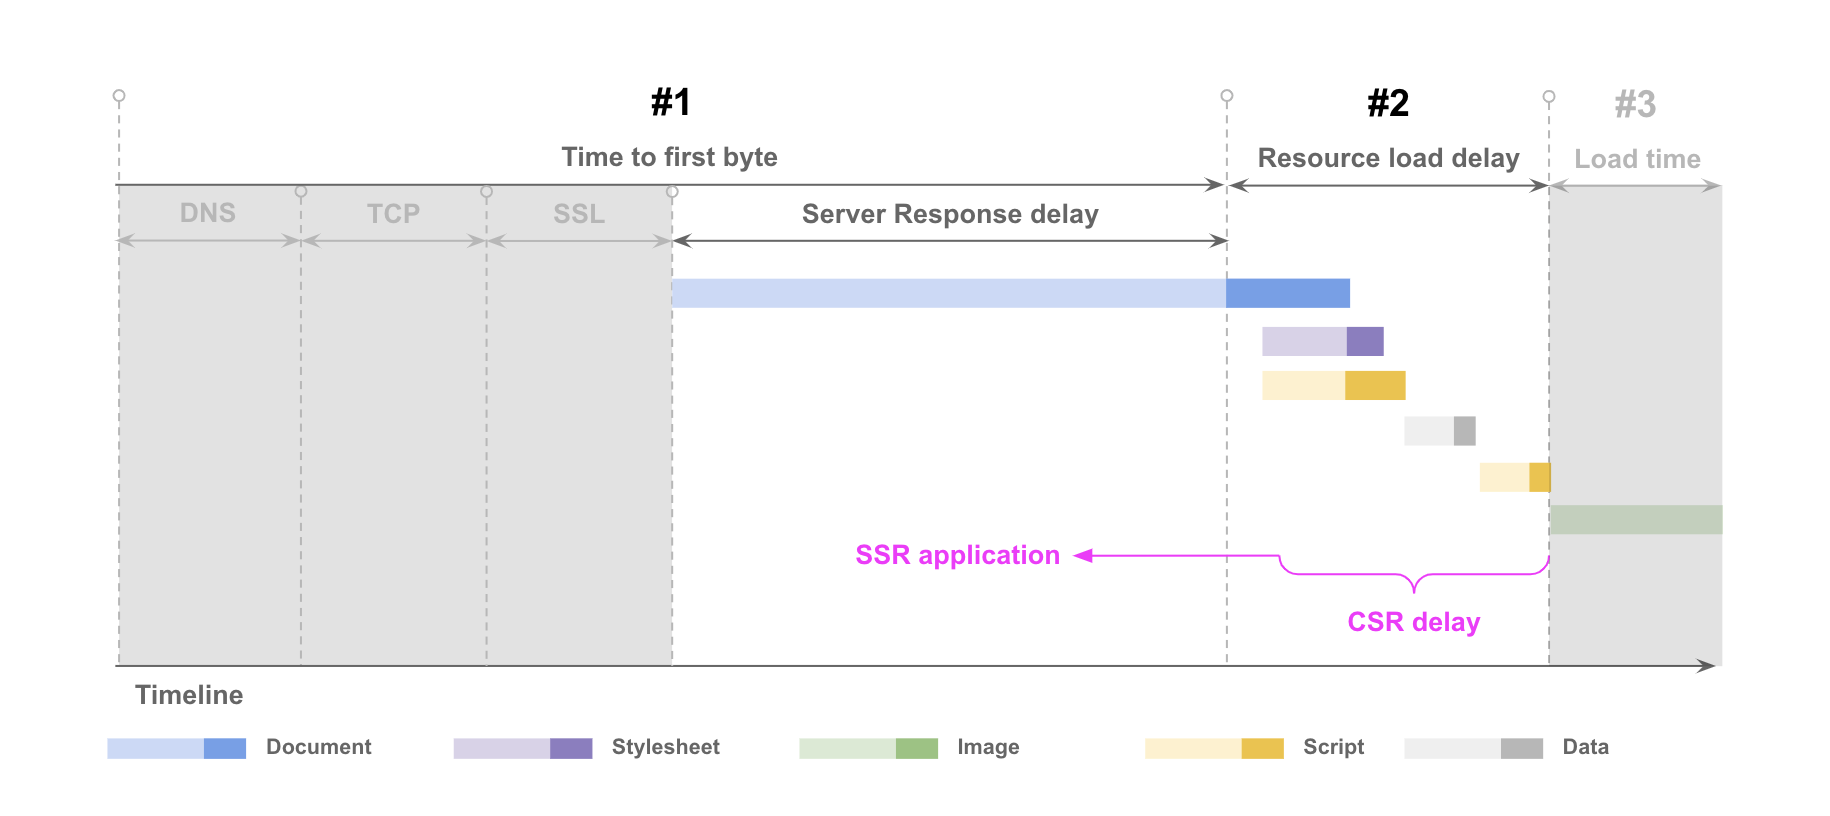 #1
#2
#3
Time to first byte
Resource load delay
Load time
DNS
TCP
SSL
Server Response delay
SSR application
CSR delay
Timeline
Document
Stylesheet
Image
Script
Data